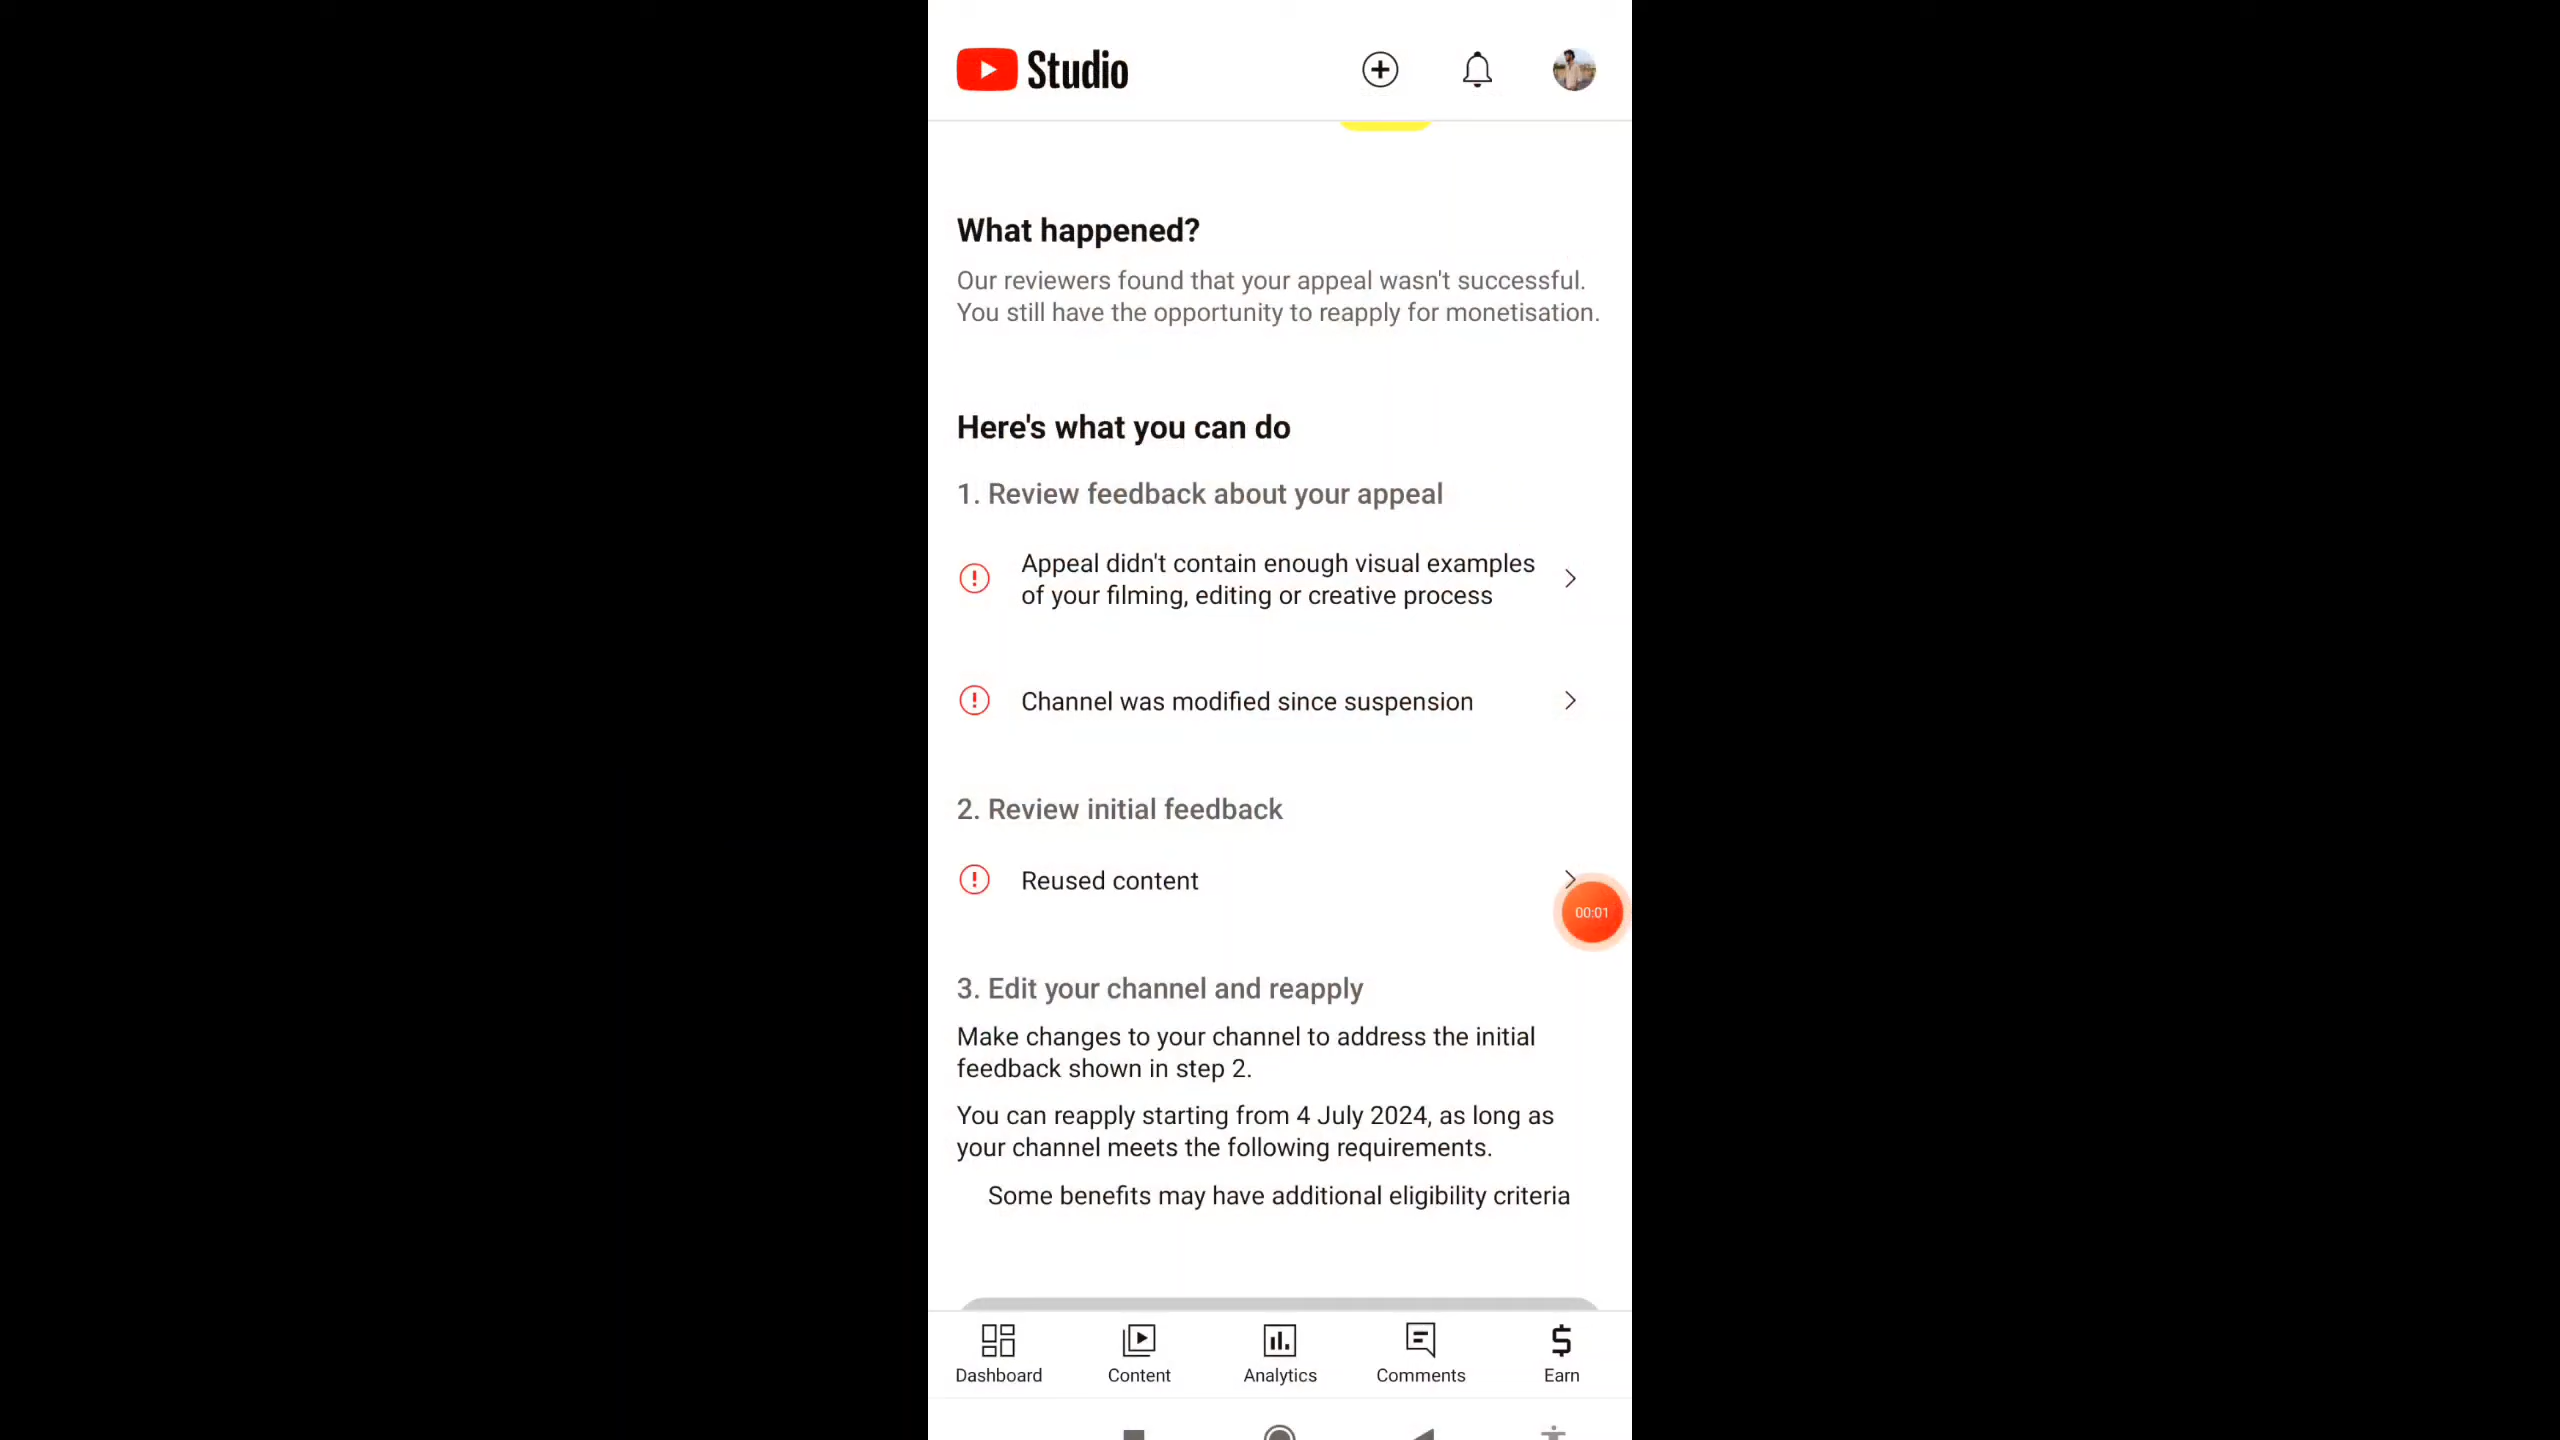 Studio
What happened?
Our reviewers found that your appeal wasn't successful.
You still have the opportunity to reapply for monetisation.
Here's what you can do
1. Review feedback about your appeal
Appeal didn't contain enough visual examples
of your filming, editing or creative process
Channel was modified since suspension
2. Review initial feedback
Reused content
00:01
3. Edit your channel and reapply
Make changes to your channel to address the initial
feedback shown in step 2.
You can reapply starting from 4 July 2024, as long as
your channel meets the following requirements.
Some benefits may have additional eligibility criteria
Dashboard Content Analytics Comments Earn